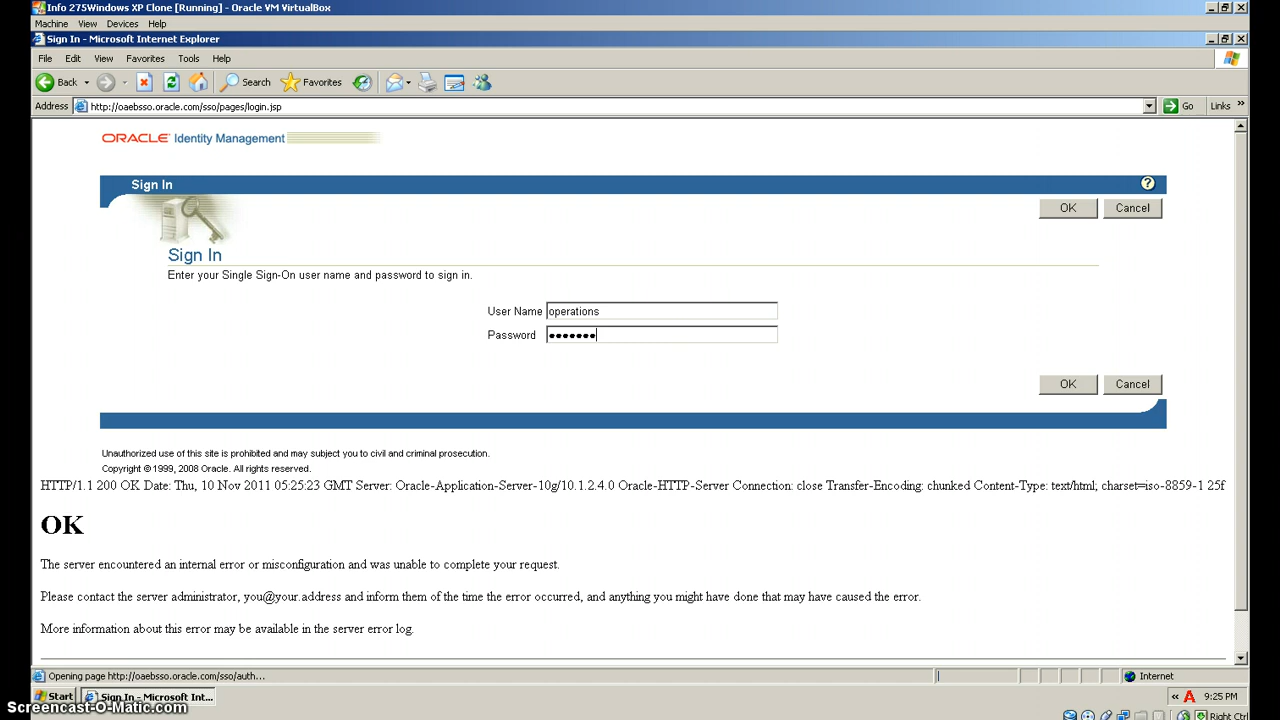 Info 275Windows XP Clone [Running] - Oracle VM VirtualBox
Machine View Devices Help
Sign In - Microsoft Internet Explorer
File Edit View Favorites Tools Help
Back Search Favorites
Address http://oaebsso.oracle.com/sso/pages/login.jsp Go Links »
ORACLE Identity Management
Sign In ?
OK Cancel
Sign In
Enter your Single Sign-On user name and password to sign in.
User Name operations
Password •••••••
OK Cancel
Unauthorized use of this site is prohibited and may subject you to civil and criminal prosecution.
Copyright © 1999, 2008 Oracle. All rights reserved.
HTTP/1.1 200 OK Date: Thu, 10 Nov 2011 05:25:23 GMT Server: Oracle-Application-Server-10g/10.1.2.4.0 Oracle-HTTP-Server Connection: close Transfer-Encoding: chunked Content-Type: text/html; charset=iso-8859-1 25f
OK
The server encountered an internal error or misconfiguration and was unable to complete your request.
Please contact the server administrator, you@your.address and inform them of the time the error occurred, and anything you might have done that may have caused the error.
More information about this error may be available in the server error log.
Opening page http://oaebsso.oracle.com/sso/auth... Internet
Start Sign In - Microsoft Int... « A 9:25 PM
Screencast-O-Matic.com Right Ctrl